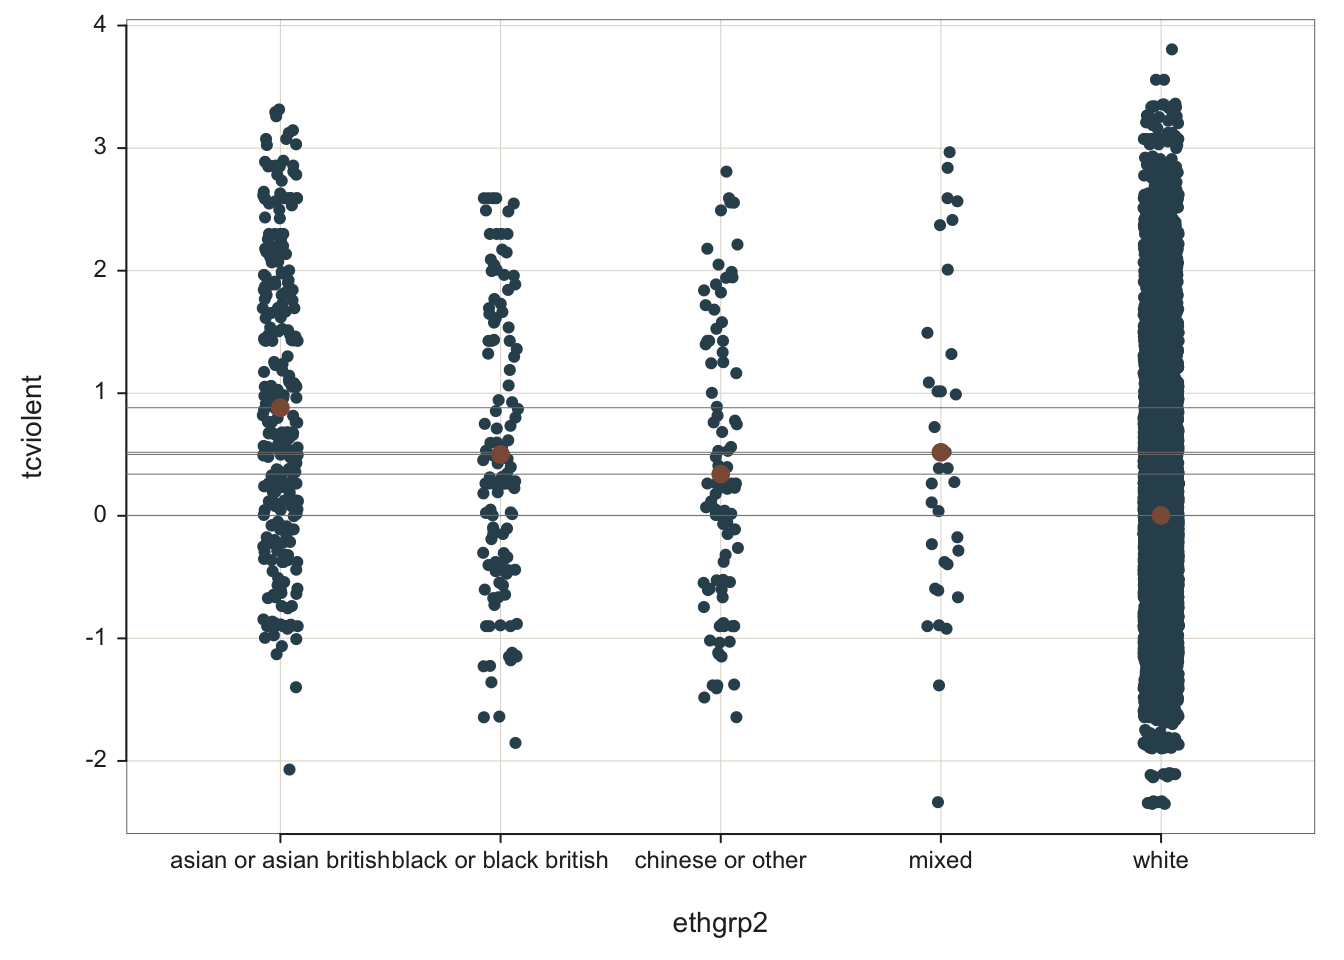 4
3
2
1
0
-1
-2
tcviolent
asian or asian british black or black british chinese or other mixed white
ethgrp2